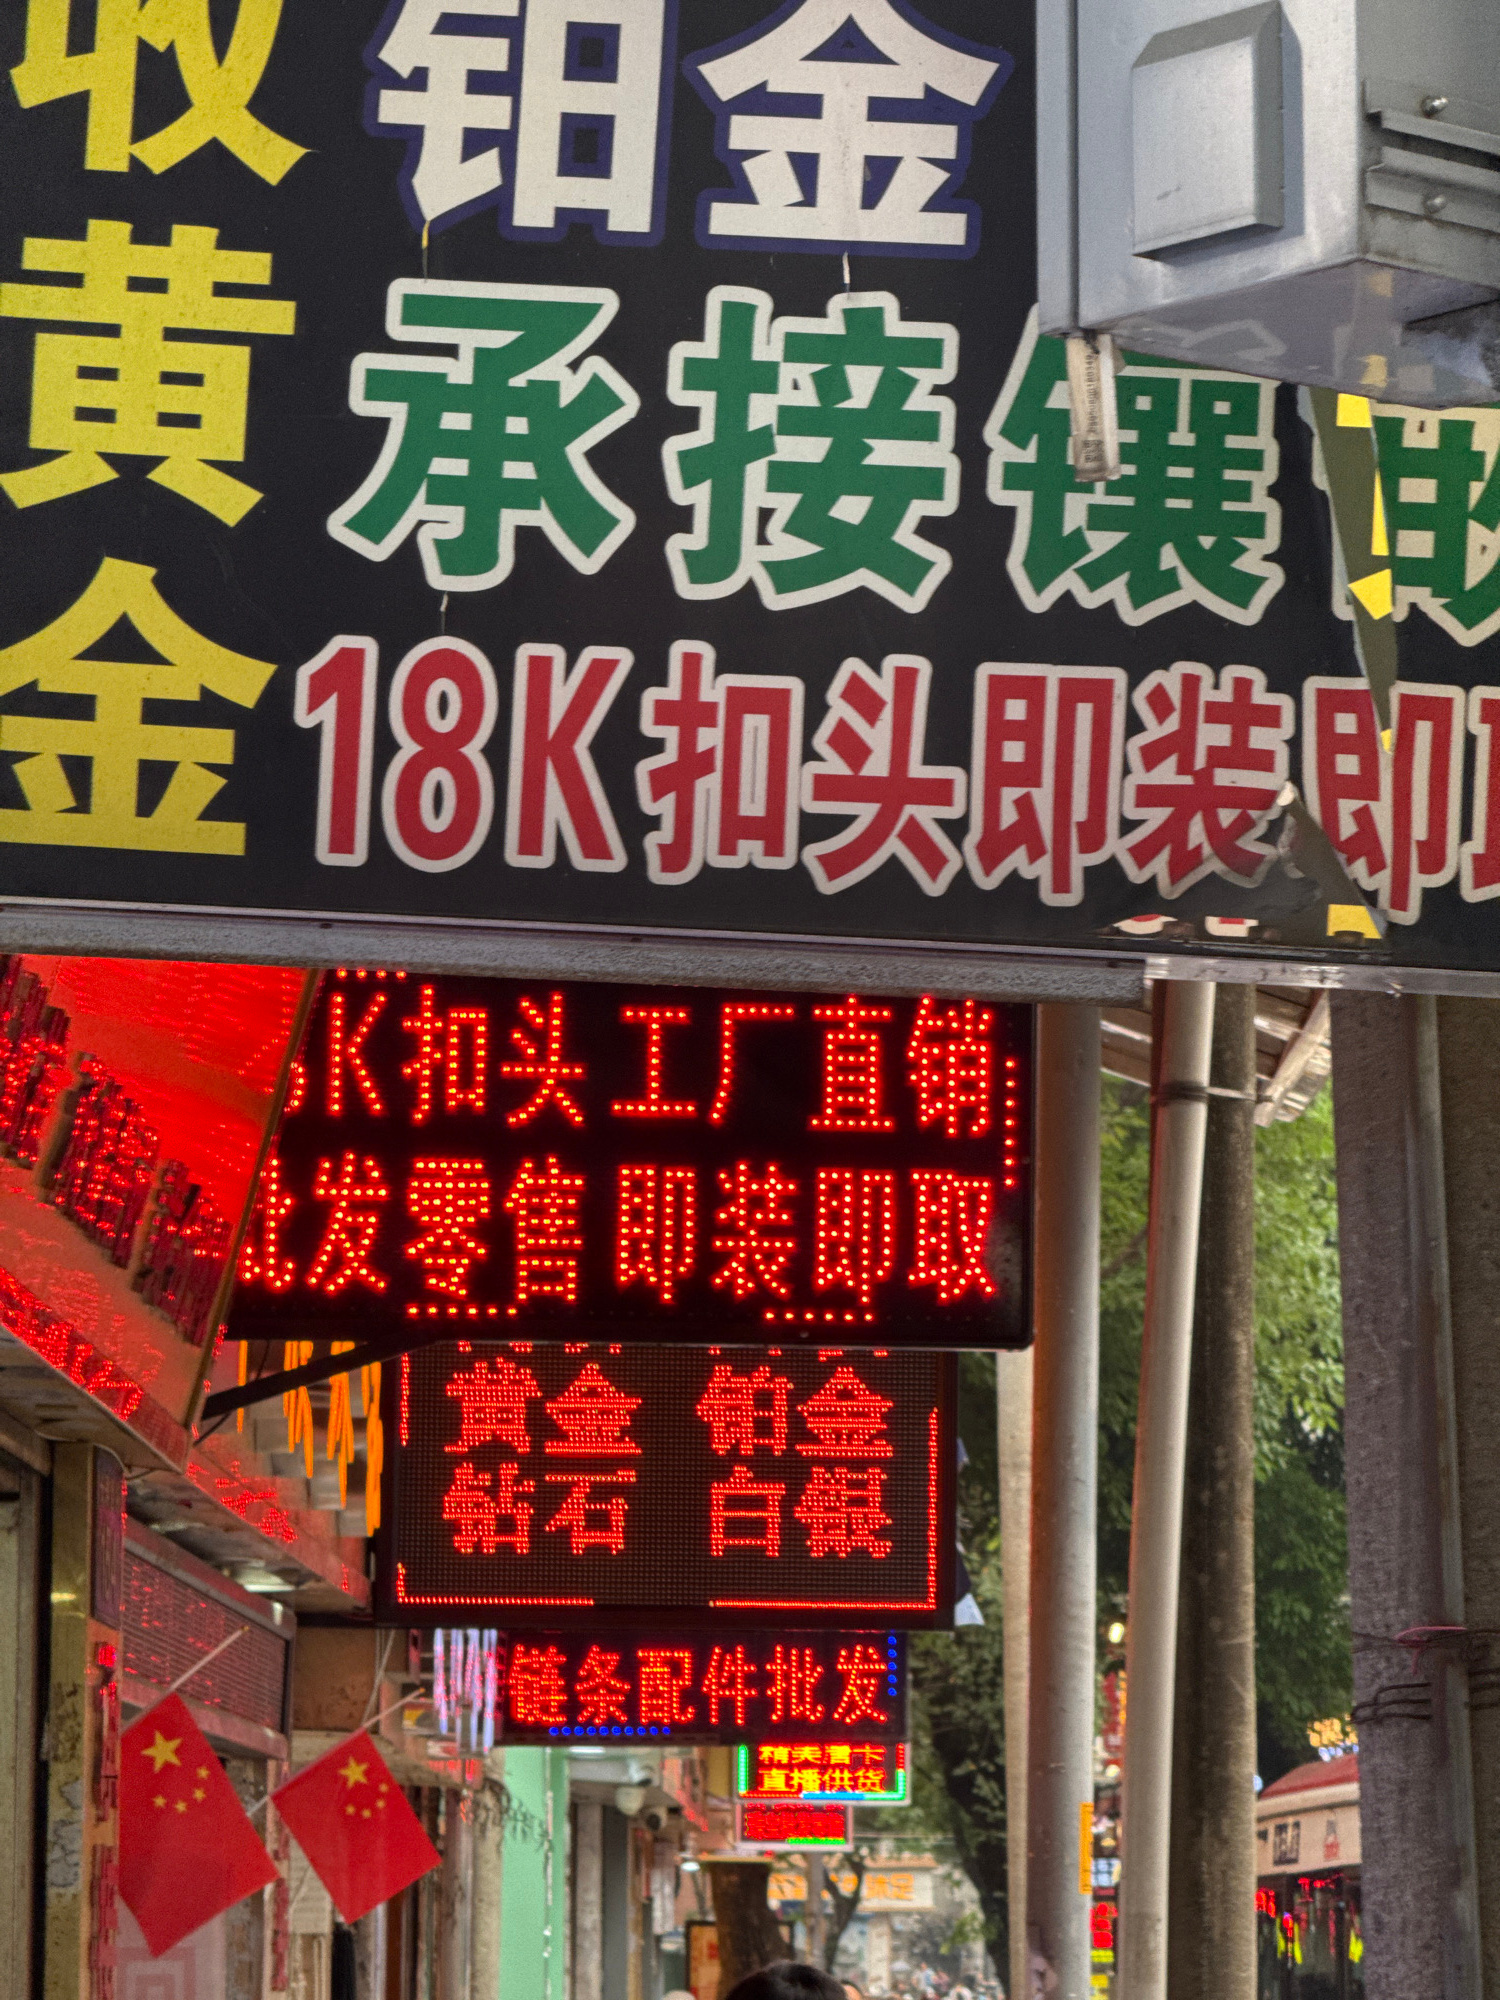 收黄金
铂金
承接镶嵌
18K扣头即装即取
K扣头 工厂直销
批发零售 即装即取
黄金 铂金
钻石 白银
链条配件批发
直播供货